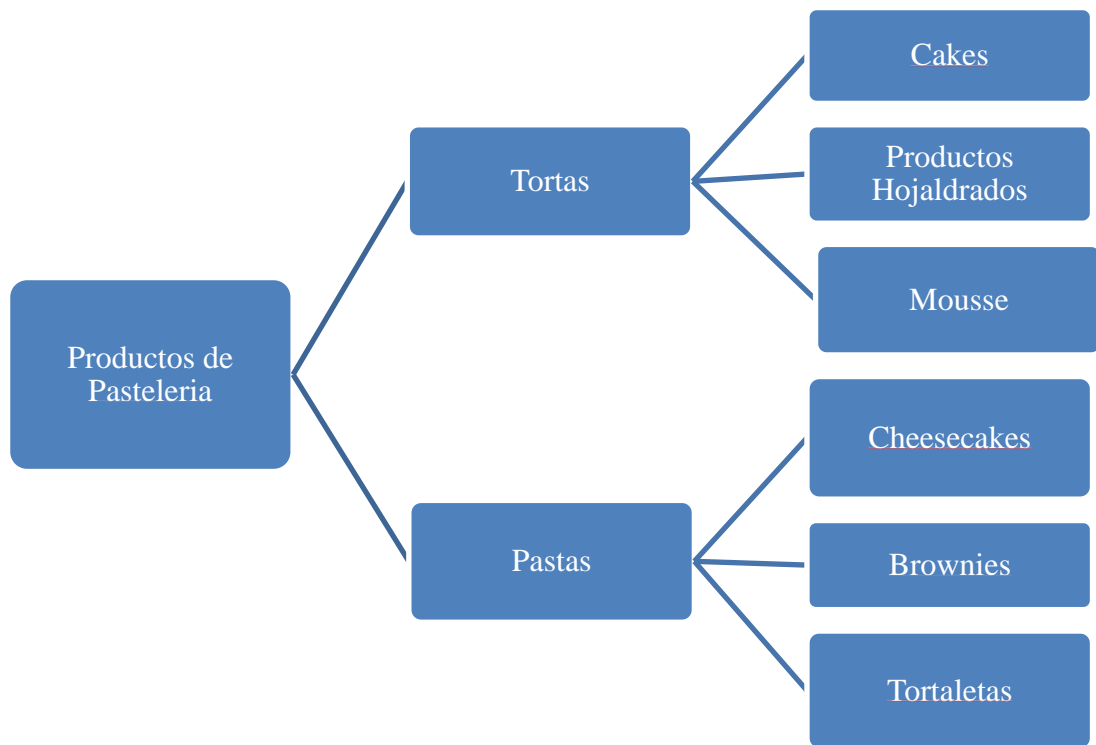 Cakes
Productos
Hojaldrados
Tortas
Mousse
Productos de
Pasteleria
Cheesecakes
Pastas
Brownies
Tortaletas